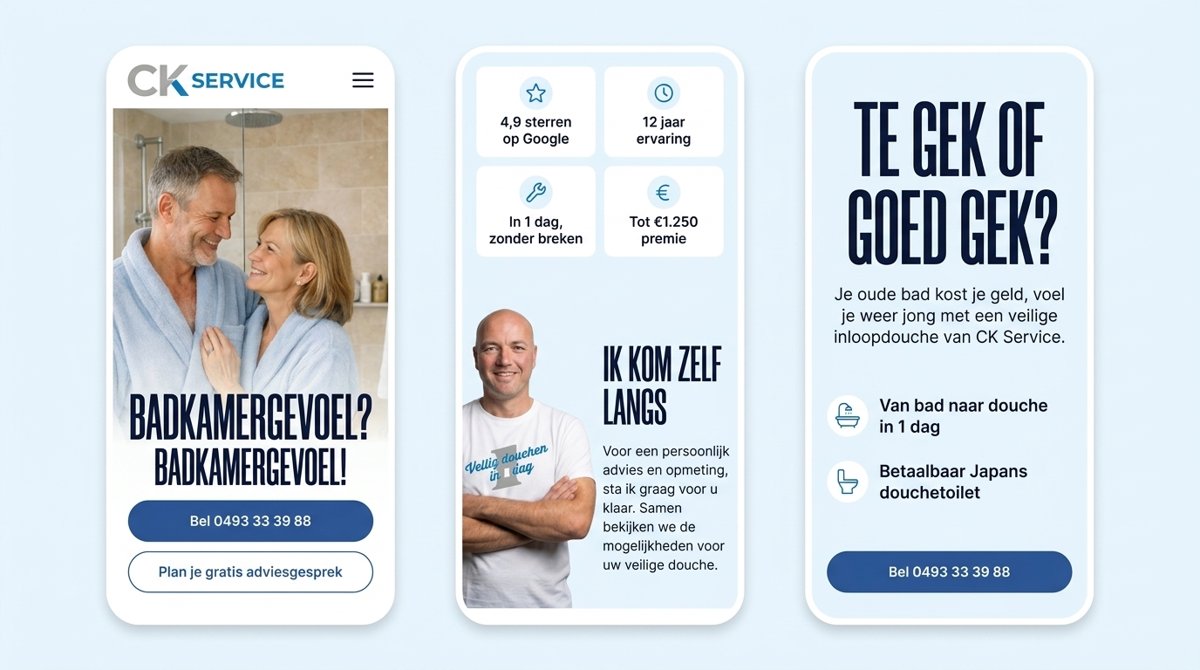 CK SERVICE
BADKAMERGEVOEL?
BADKAMERGEVOEL!
Bel 0493 33 39 88
Plan je gratis adviesgesprek
4,9 sterren
op Google
12 jaar
ervaring
In 1 dag,
zonder breken
Tot €1.250
premie
Veilig douchen
in 1 dag
IK KOM ZELF
LANGS
Voor een persoonlijk
advies en opmeting,
sta ik graag voor u
klaar. Samen
bekijken we de
mogelijkheden voor
uw veilige douche.
TE GEK OF
GOED GEK?
Je oude bad kost je geld, voel
je weer jong met een veilige
inloopdouche van CK Service.
Van bad naar douche
in 1 dag
Betaalbaar Japans
douchetoilet
Bel 0493 33 39 88